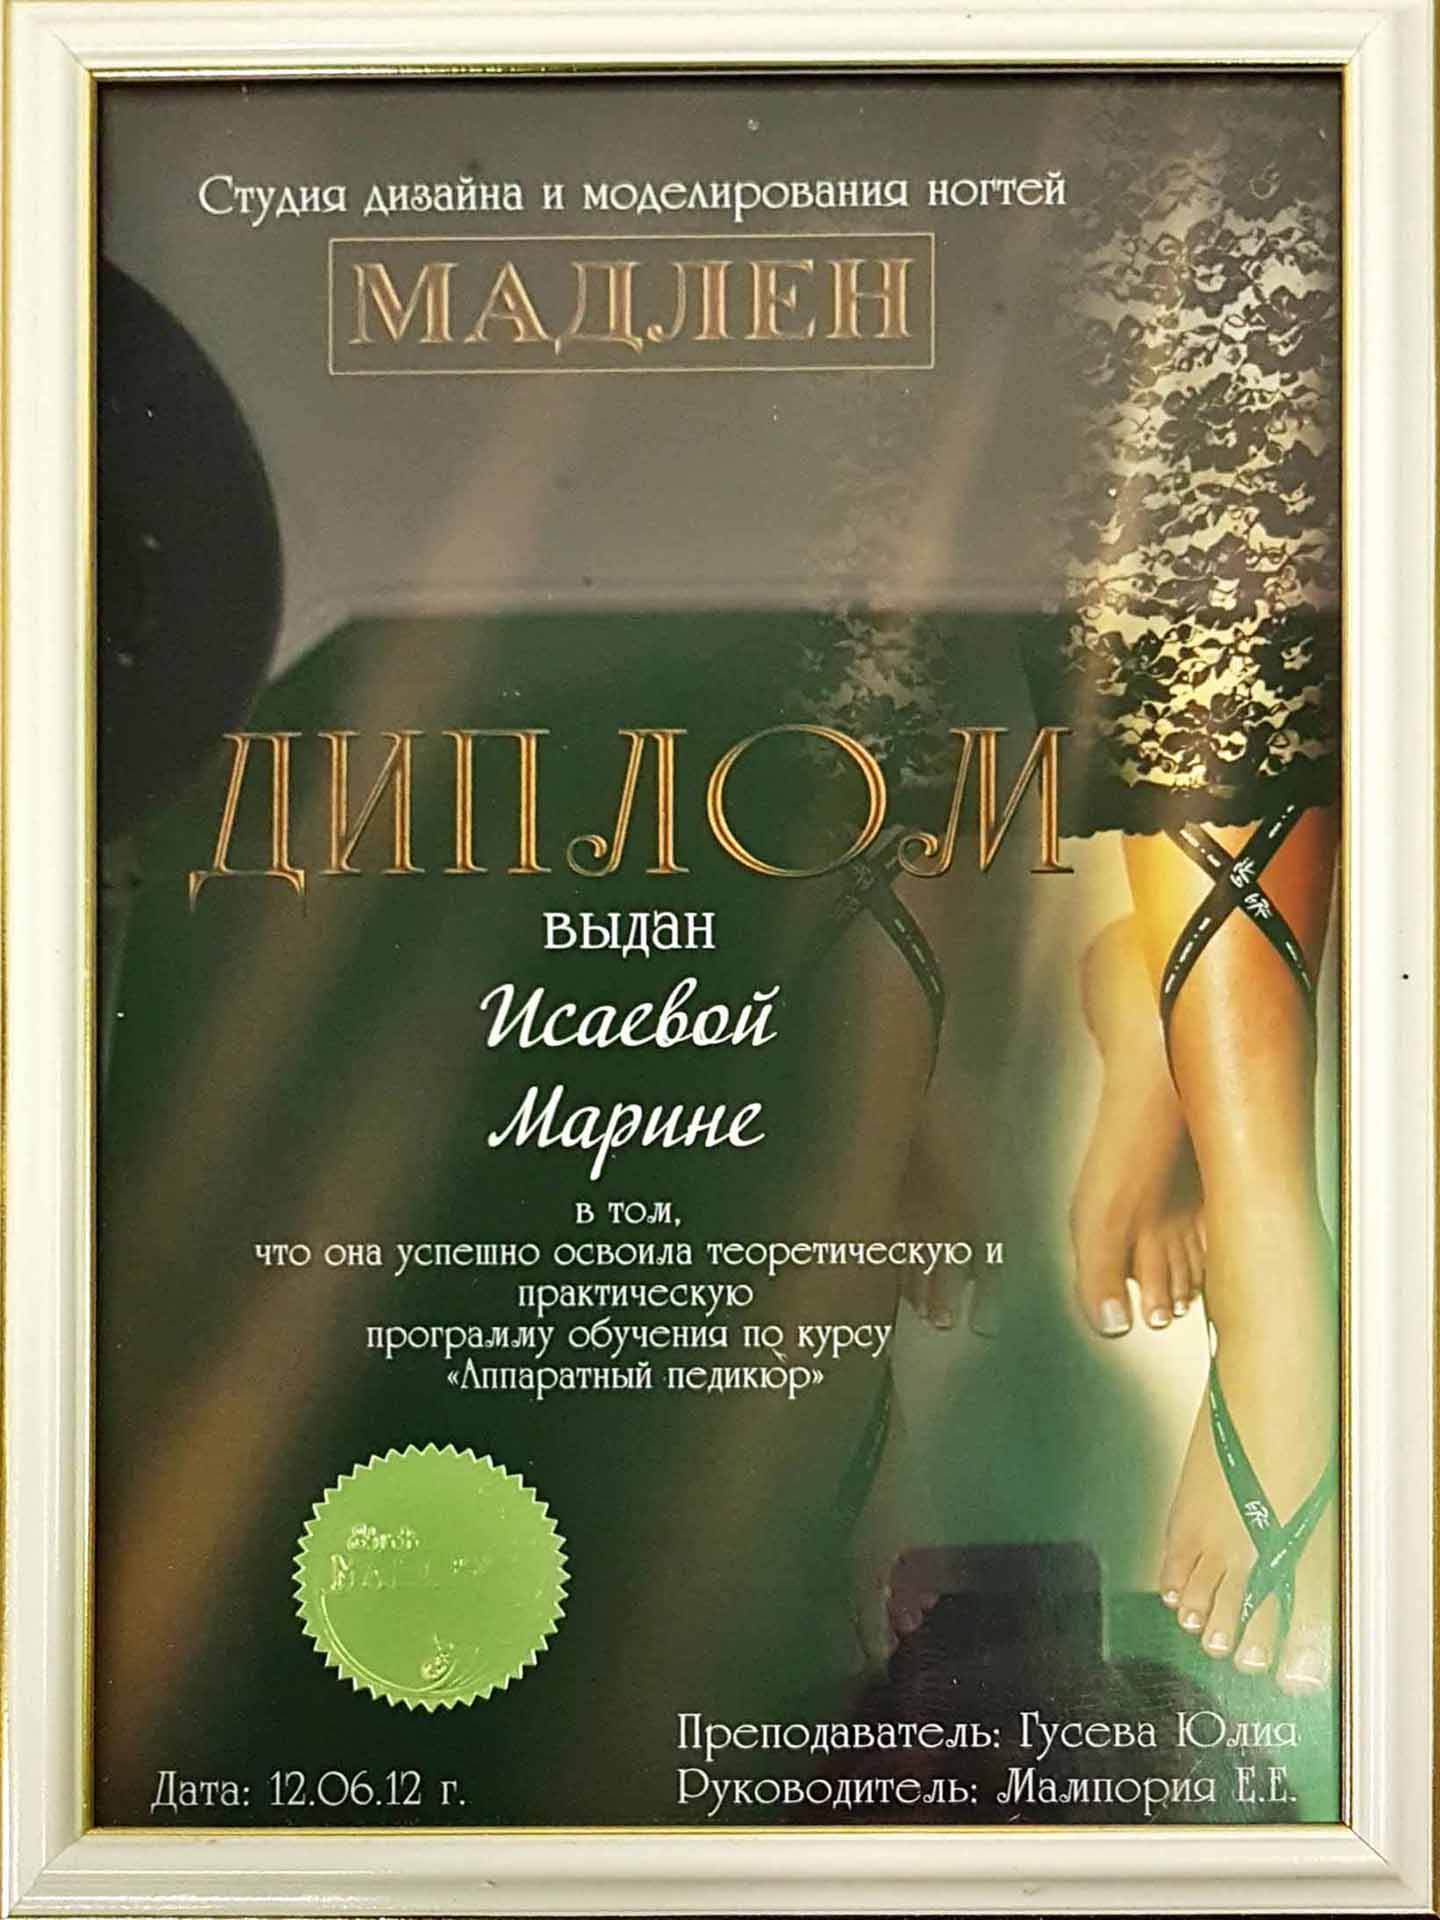 Студия дизайна и моделирования ногтей
МАДЛЕН
ДИПЛОМ
выдан
Исаевой
Марине
в том,
что она успешно освоила теоретическую и
практическую
программу обучения по курсу
«Аппаратный педикюр»
Преподаватель: Гусева Юлия
Дата: 12.06.12 г.
Руководитель: Мампория Е.Е.